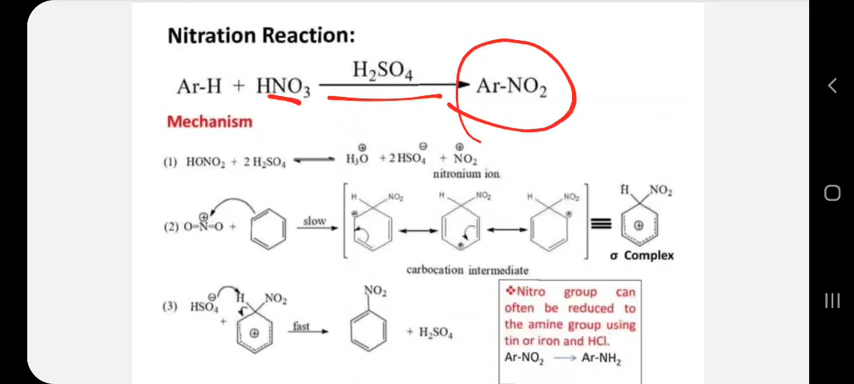 Nitration Reaction:
Ar-H + HNO₃ H₂SO₄ Ar-NO₂
Mechanism
(1) HONO₂ + 2 H₂SO₄ ⇌ H₃O⊕ + 2 HSO₄⊖ + NO₂⊕
nitronium ion.
(2) O=N⊕=O + slow H NO₂ H NO₂ H NO₂ H NO₂
⊕ ⊕ ⊕ ⊕
σ Complex
carbocation intermediate
(3) HSO₄⊖ + H NO₂ ⊕ fast NO₂ + H₂SO₄
❖Nitro group can
often be reduced to
the amine group using
tin or iron and HCl.
Ar-NO₂ → Ar-NH₂